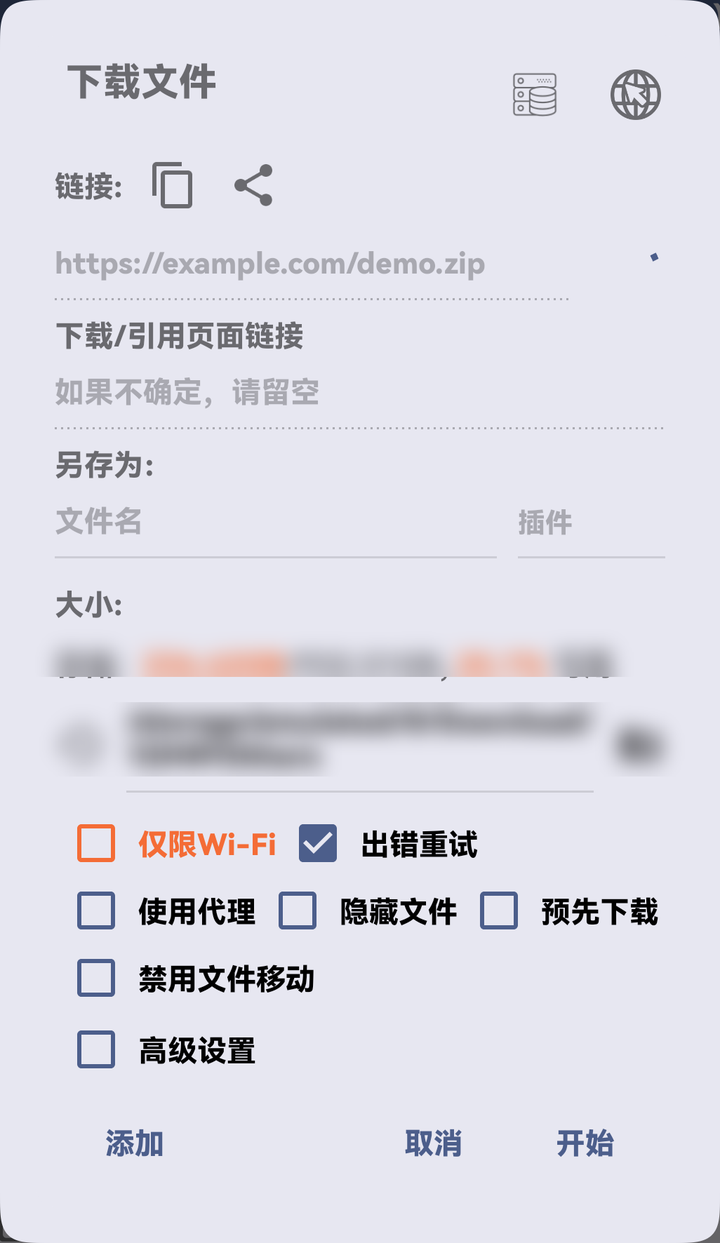 下载文件
链接:
https://example.com/demo.zip
下载/引用页面链接
如果不确定，请留空
另存为:
文件名 插件
大小:
仅限Wi-Fi 出错重试
使用代理 隐藏文件 预先下载
禁用文件移动
高级设置
添加 取消 开始